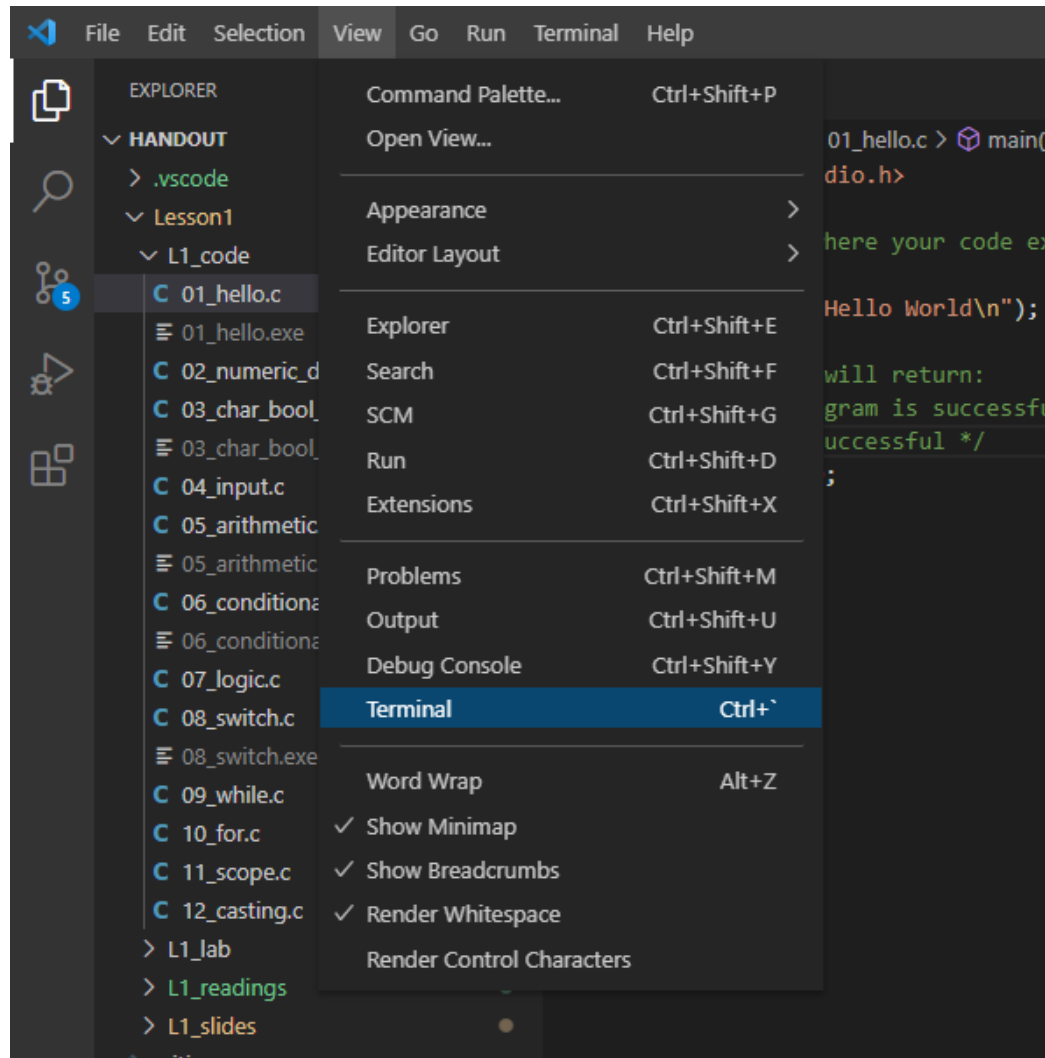 File Edit Selection View Go Run Terminal Help
EXPLORER
HANDOUT
.vscode
Lesson1
L1_code
C 01_hello.c
01_hello.exe
C 02_numeric_d
C 03_char_bool_
03_char_bool_
C 04_input.c
C 05_arithmetic
05_arithmetic
C 06_conditiona
06_conditiona
C 07_logic.c
C 08_switch.c
08_switch.exe
C 09_while.c
C 10_for.c
C 11_scope.c
C 12_casting.c
L1_lab
L1_readings
L1_slides
5
Command Palette... Ctrl+Shift+P
Open View...
Appearance
Editor Layout
Explorer Ctrl+Shift+E
Search Ctrl+Shift+F
SCM Ctrl+Shift+G
Run Ctrl+Shift+D
Extensions Ctrl+Shift+X
Problems Ctrl+Shift+M
Output Ctrl+Shift+U
Debug Console Ctrl+Shift+Y
Terminal Ctrl+`
Word Wrap Alt+Z
✓ Show Minimap
✓ Show Breadcrumbs
✓ Render Whitespace
Render Control Characters
01_hello.c > main(
dio.h>
here your code ex
Hello World\n");
will return:
gram is successfu
uccessful */
;